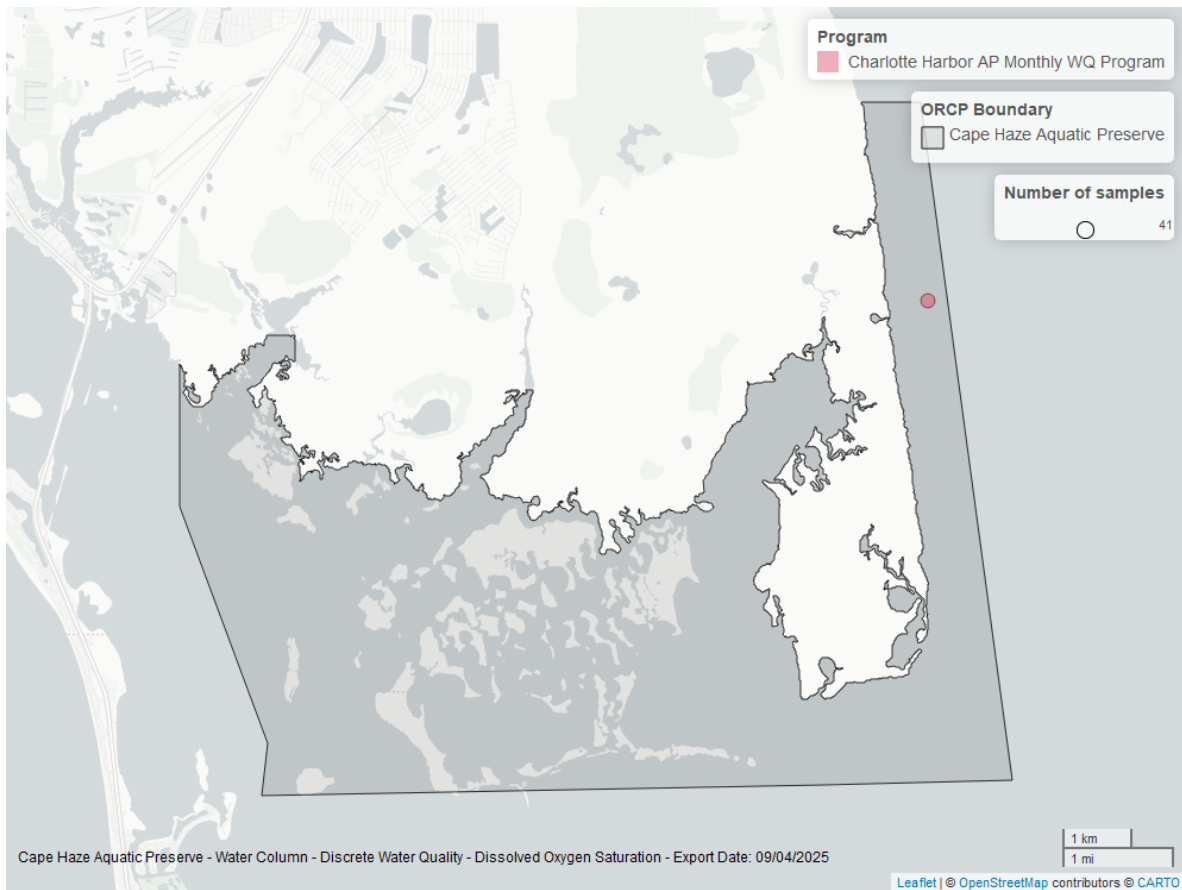 Program
Charlotte Harbor AP Monthly WQ Program
ORCP Boundary
Cape Haze Aquatic Preserve
Number of samples
41
1 km
1 mi
Cape Haze Aquatic Preserve - Water Column - Discrete Water Quality - Dissolved Oxygen Saturation - Export Date: 09/04/2025
Leaflet | © OpenStreetMap contributors © CARTO